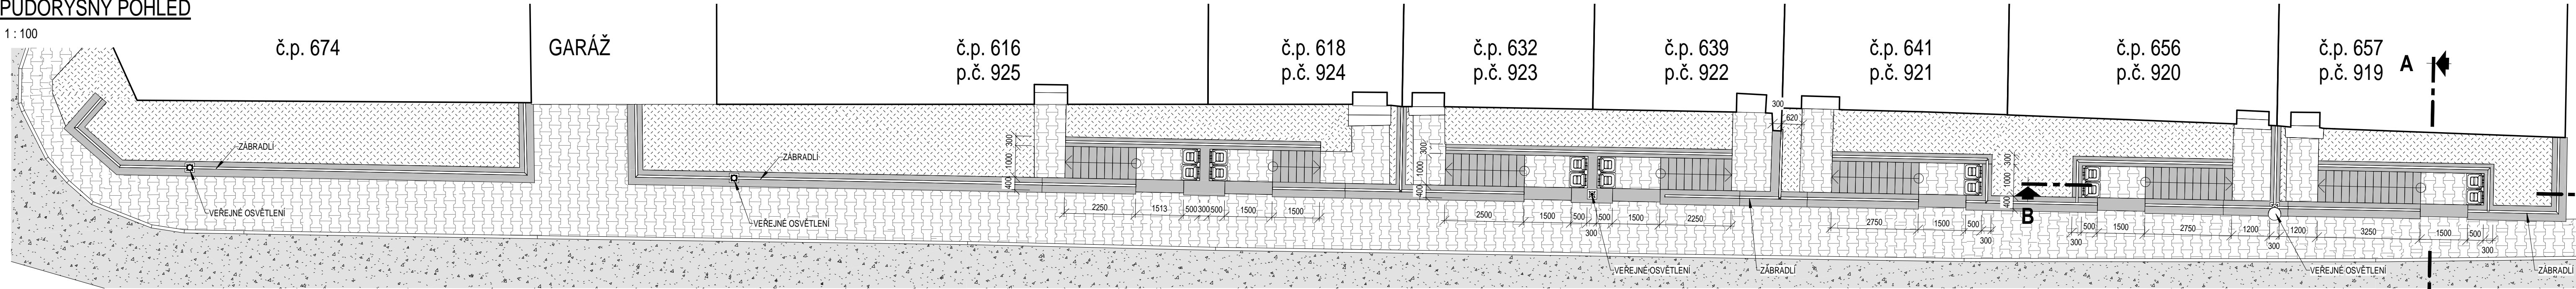 PŮDORYSNÝ POHLED
1 : 100
č.p. 674
GARÁŽ
č.p. 616
p.č. 925
č.p. 618
p.č. 924
č.p. 632
p.č. 923
č.p. 639
p.č. 922
č.p. 641
p.č. 921
č.p. 656
p.č. 920
č.p. 657
p.č. 919
A
300
620
ZÁBRADLÍ
ZÁBRADLÍ
300
1000
400
300
1000
400
300
1000
400
B
VEŘEJNÉ OSVĚTLENÍ
VEŘEJNÉ OSVĚTLENÍ
2250
1513
500
300
500
1500
1500
2500
1500
500
300
500
1500
2250
2750
1500
500
300
300
500
1500
2750
1200
300
1200
3250
1500
500
300
VEŘEJNÉ OSVĚTLENÍ
ZÁBRADLÍ
VEŘEJNÉ OSVĚTLENÍ
ZÁBRADLÍ